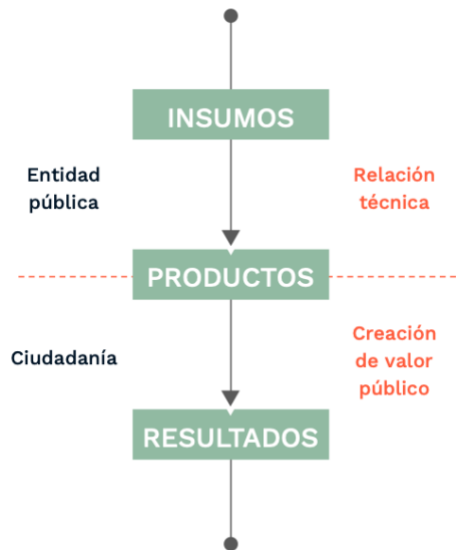 INSUMOS
Entidad
pública
Relación
técnica
PRODUCTOS
Ciudadanía
Creación
de valor
público
RESULTADOS